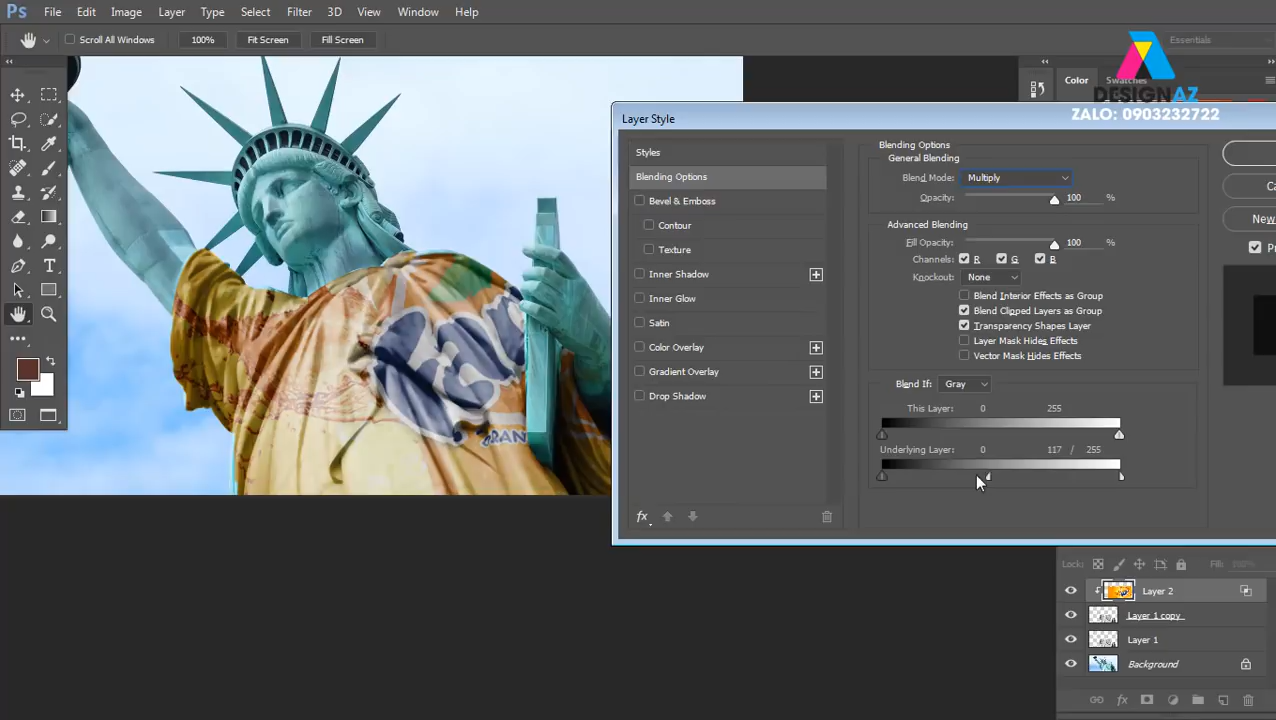 Ps File Edit Image Layer Type Select Filter 3D View Window Help
Scroll All Windows 100% Fit Screen Fill Screen Essentials
Color Swatches
DESIGNAZ
ZALO: 0903232722
Layer Style
Styles
Blending Options
Bevel & Emboss
Contour
Texture
Inner Shadow
Inner Glow
Satin
Color Overlay
Gradient Overlay
Drop Shadow
fx
Blending Options
General Blending
Blend Mode: Multiply
Opacity: 100 %
Advanced Blending
Fill Opacity: 100 %
Channels: R G B
Knockout: None
Blend Interior Effects as Group
Blend Clipped Layers as Group
Transparency Shapes Layer
Layer Mask Hides Effects
Vector Mask Hides Effects
Blend If: Gray
This Layer: 0 255
Underlying Layer: 0 117 / 255
Ca
New
P
Lock: Fill:
Layer 2
Layer 1 copy
Layer 1
Background
fx